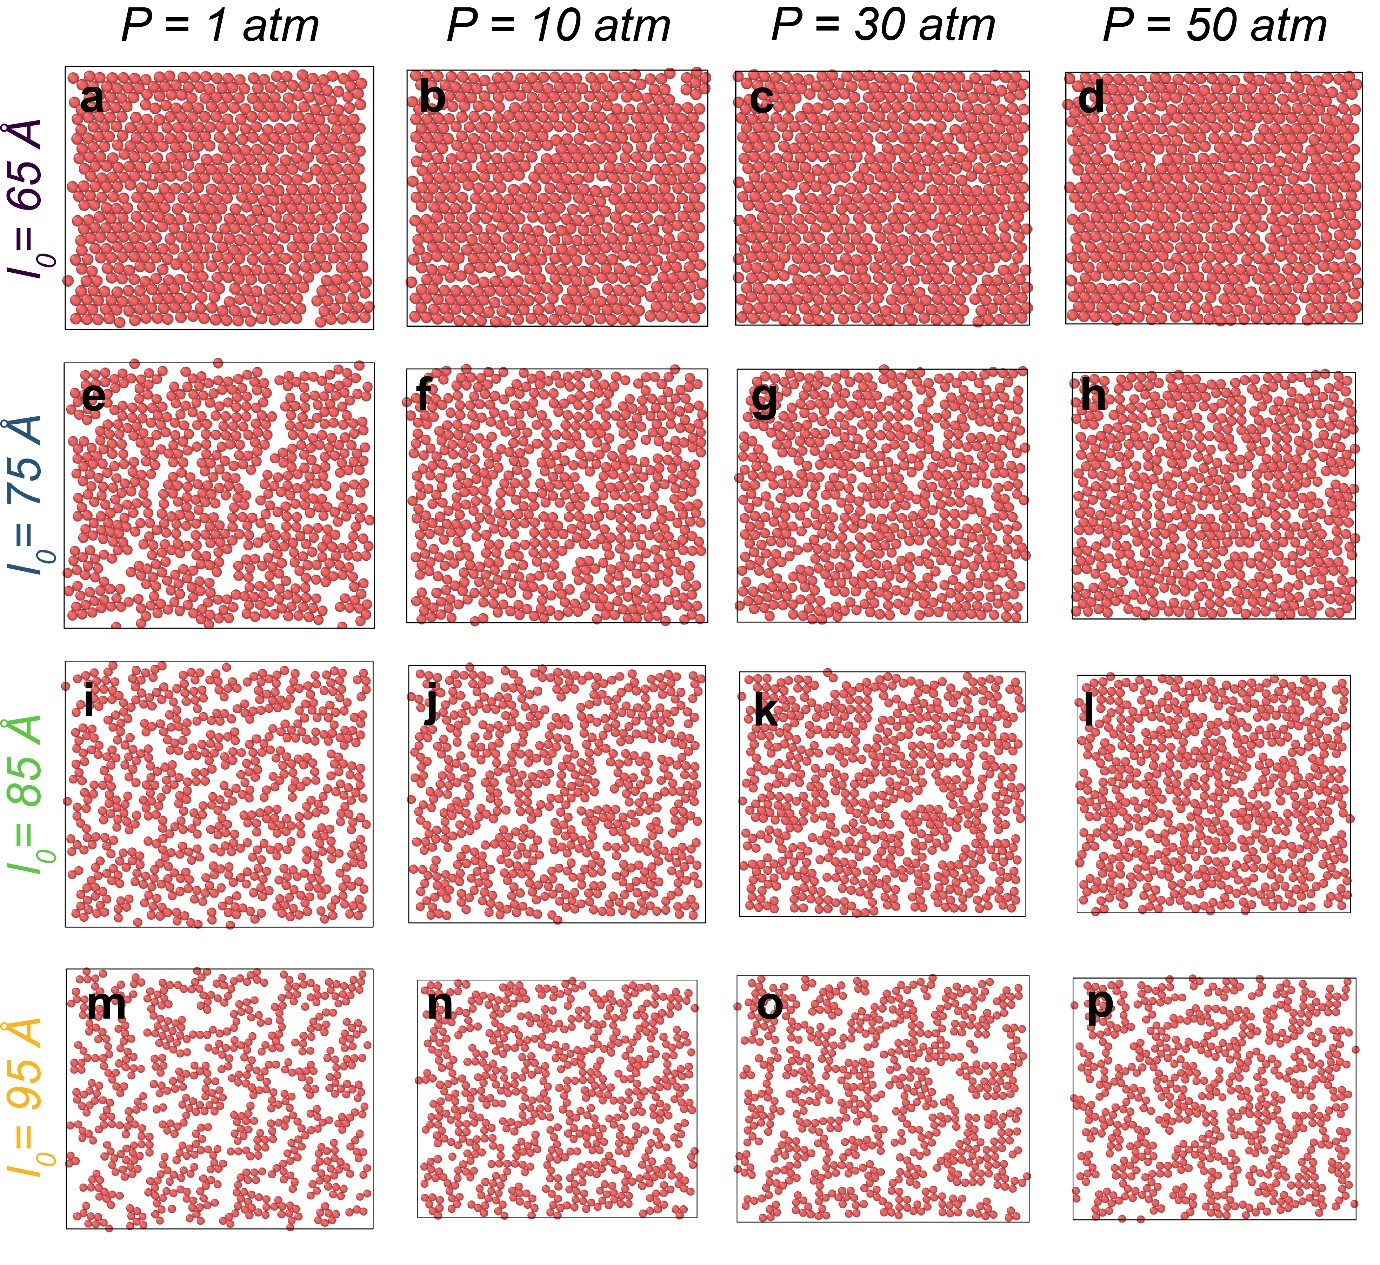 P = 1 atm P = 10 atm P = 30 atm P = 50 atm
l0 = 65 Å
a b c d
l0 = 75 Å
e f g h
l0 = 85 Å
i j k l
l0 = 95 Å
m n o p